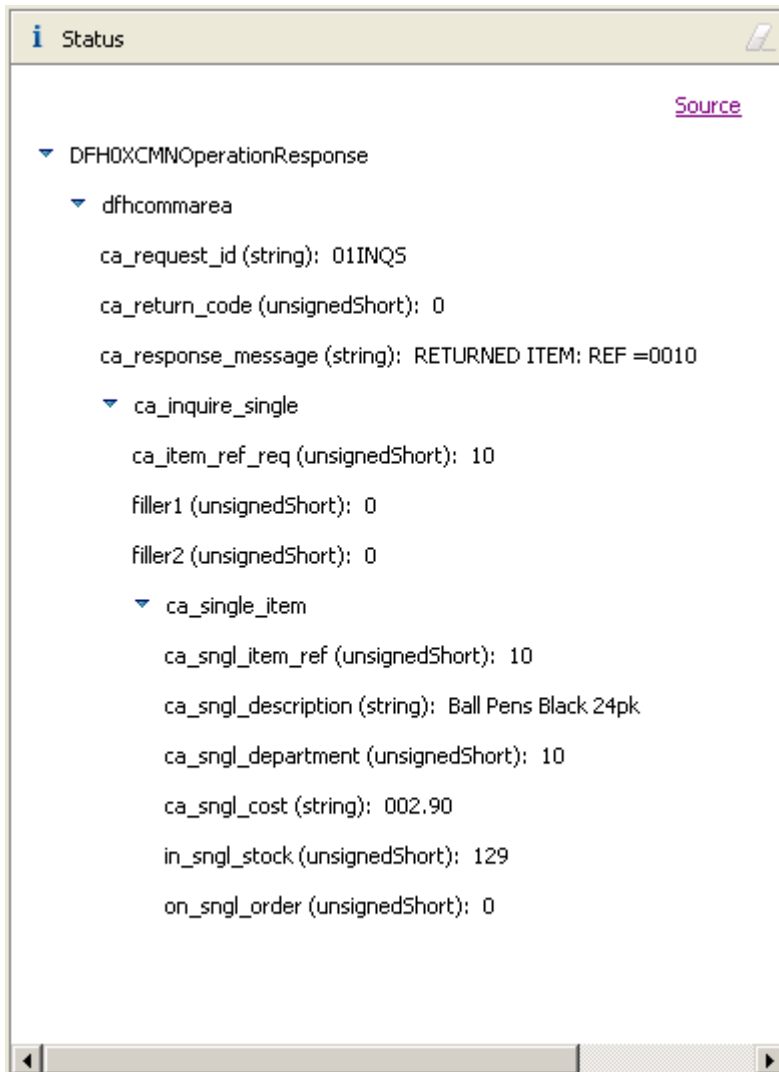 i Status
Source
DFH0XCMNOperationResponse
dfhcommarea
ca_request_id (string): 01INQS
ca_return_code (unsignedShort): 0
ca_response_message (string): RETURNED ITEM: REF =0010
ca_inquire_single
ca_item_ref_req (unsignedShort): 10
filler1 (unsignedShort): 0
filler2 (unsignedShort): 0
ca_single_item
ca_sngl_item_ref (unsignedShort): 10
ca_sngl_description (string): Ball Pens Black 24pk
ca_sngl_department (unsignedShort): 10
ca_sngl_cost (string): 002.90
in_sngl_stock (unsignedShort): 129
on_sngl_order (unsignedShort): 0